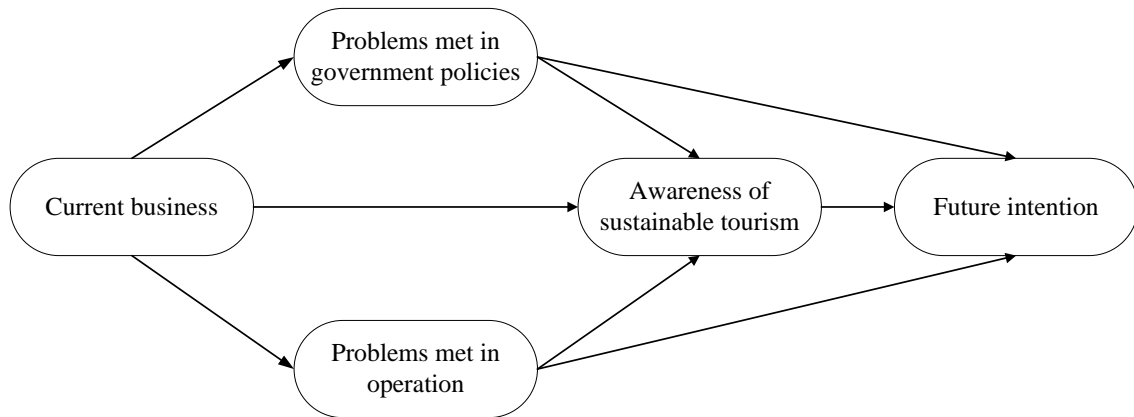 Problems met in
government policies
Current business
Awareness of
sustainable tourism
Future intention
Problems met in
operation